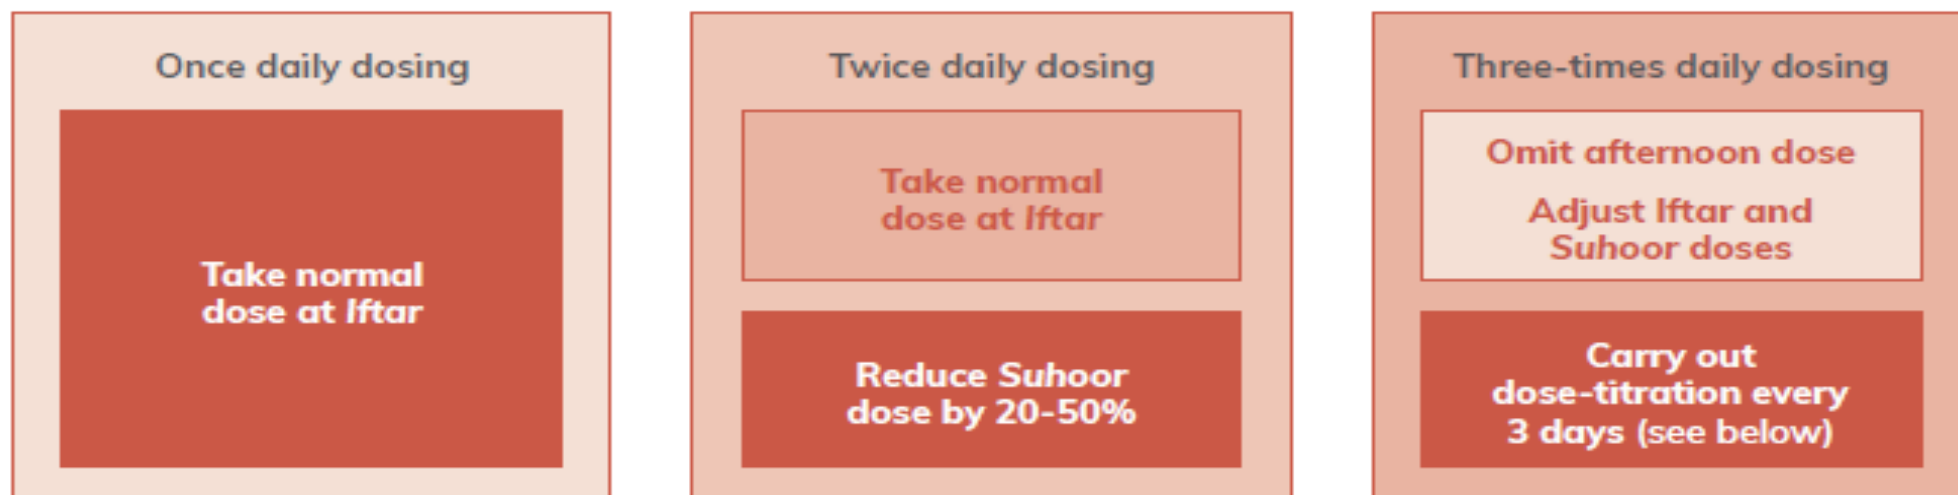 Once daily dosing
Take normal
dose at Iftar
Twice daily dosing
Take normal
dose at Iftar
Reduce Suhoor
dose by 20-50%
Three-times daily dosing
Omit afternoon dose
Adjust Iftar and
Suhoor doses
Carry out
dose-titration every
3 days (see below)